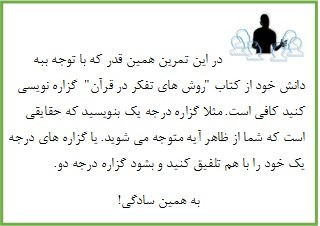 در این تمرین همین قدر که با توجه ببه
دانش خود از کتاب "روش های تفکر در قرآن" گزاره نویسی
کنید کافی است. مثلا گزاره درجه یک بنویسید که حقایقی
است که شما از ظاهر آیه متوجه می شوید. یا گزاره های درجه
یک خود را با هم تلفیق کنید و بشود گزاره درجه دو.
به همین سادگی!